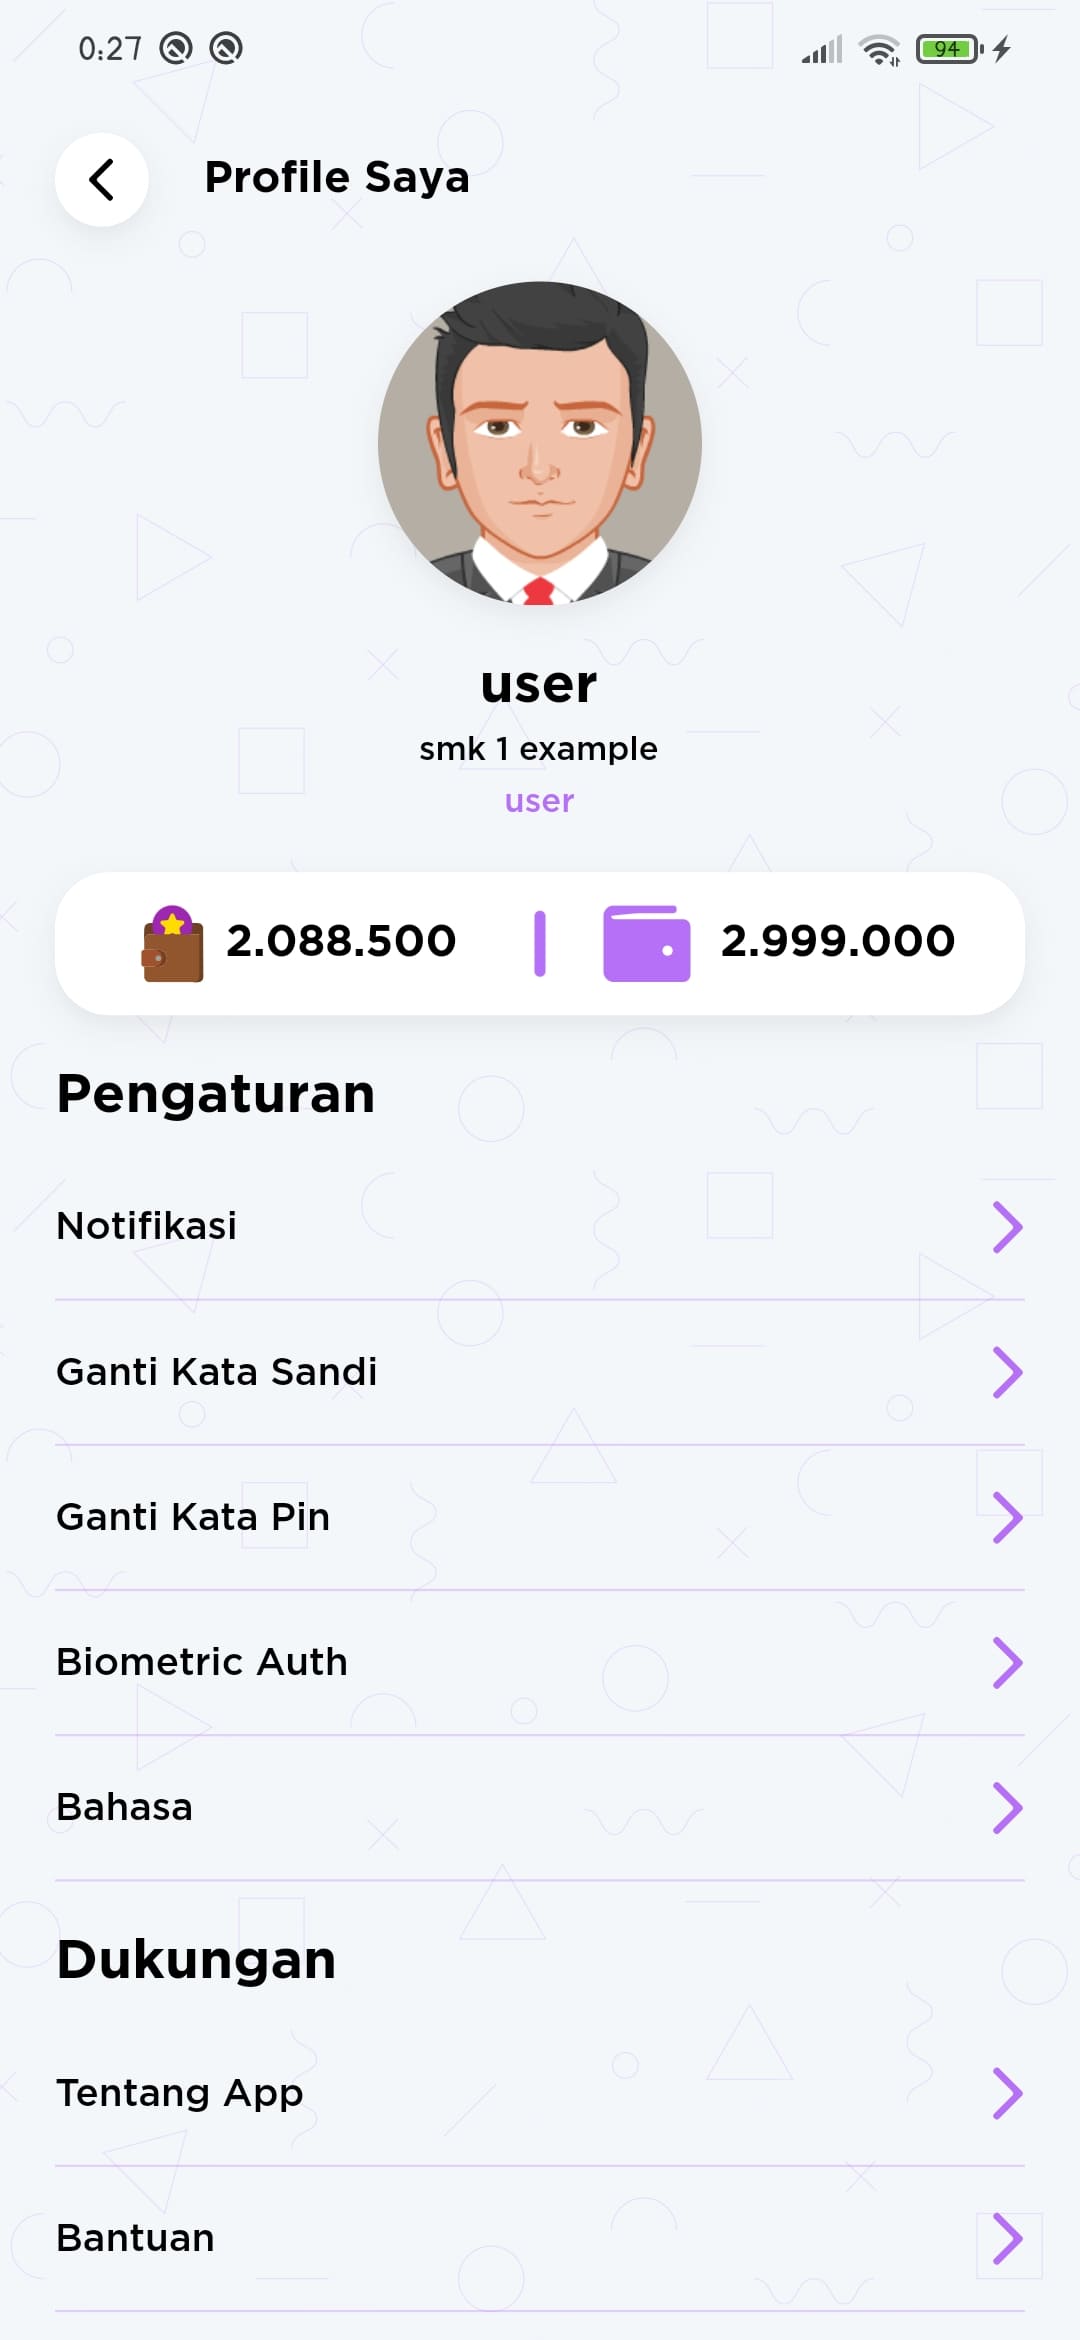 0:27
94
Profile Saya
user
smk 1 example
user
2.088.500
2.999.000
Pengaturan
Notifikasi
Ganti Kata Sandi
Ganti Kata Pin
Biometric Auth
Bahasa
Dukungan
Tentang App
Bantuan